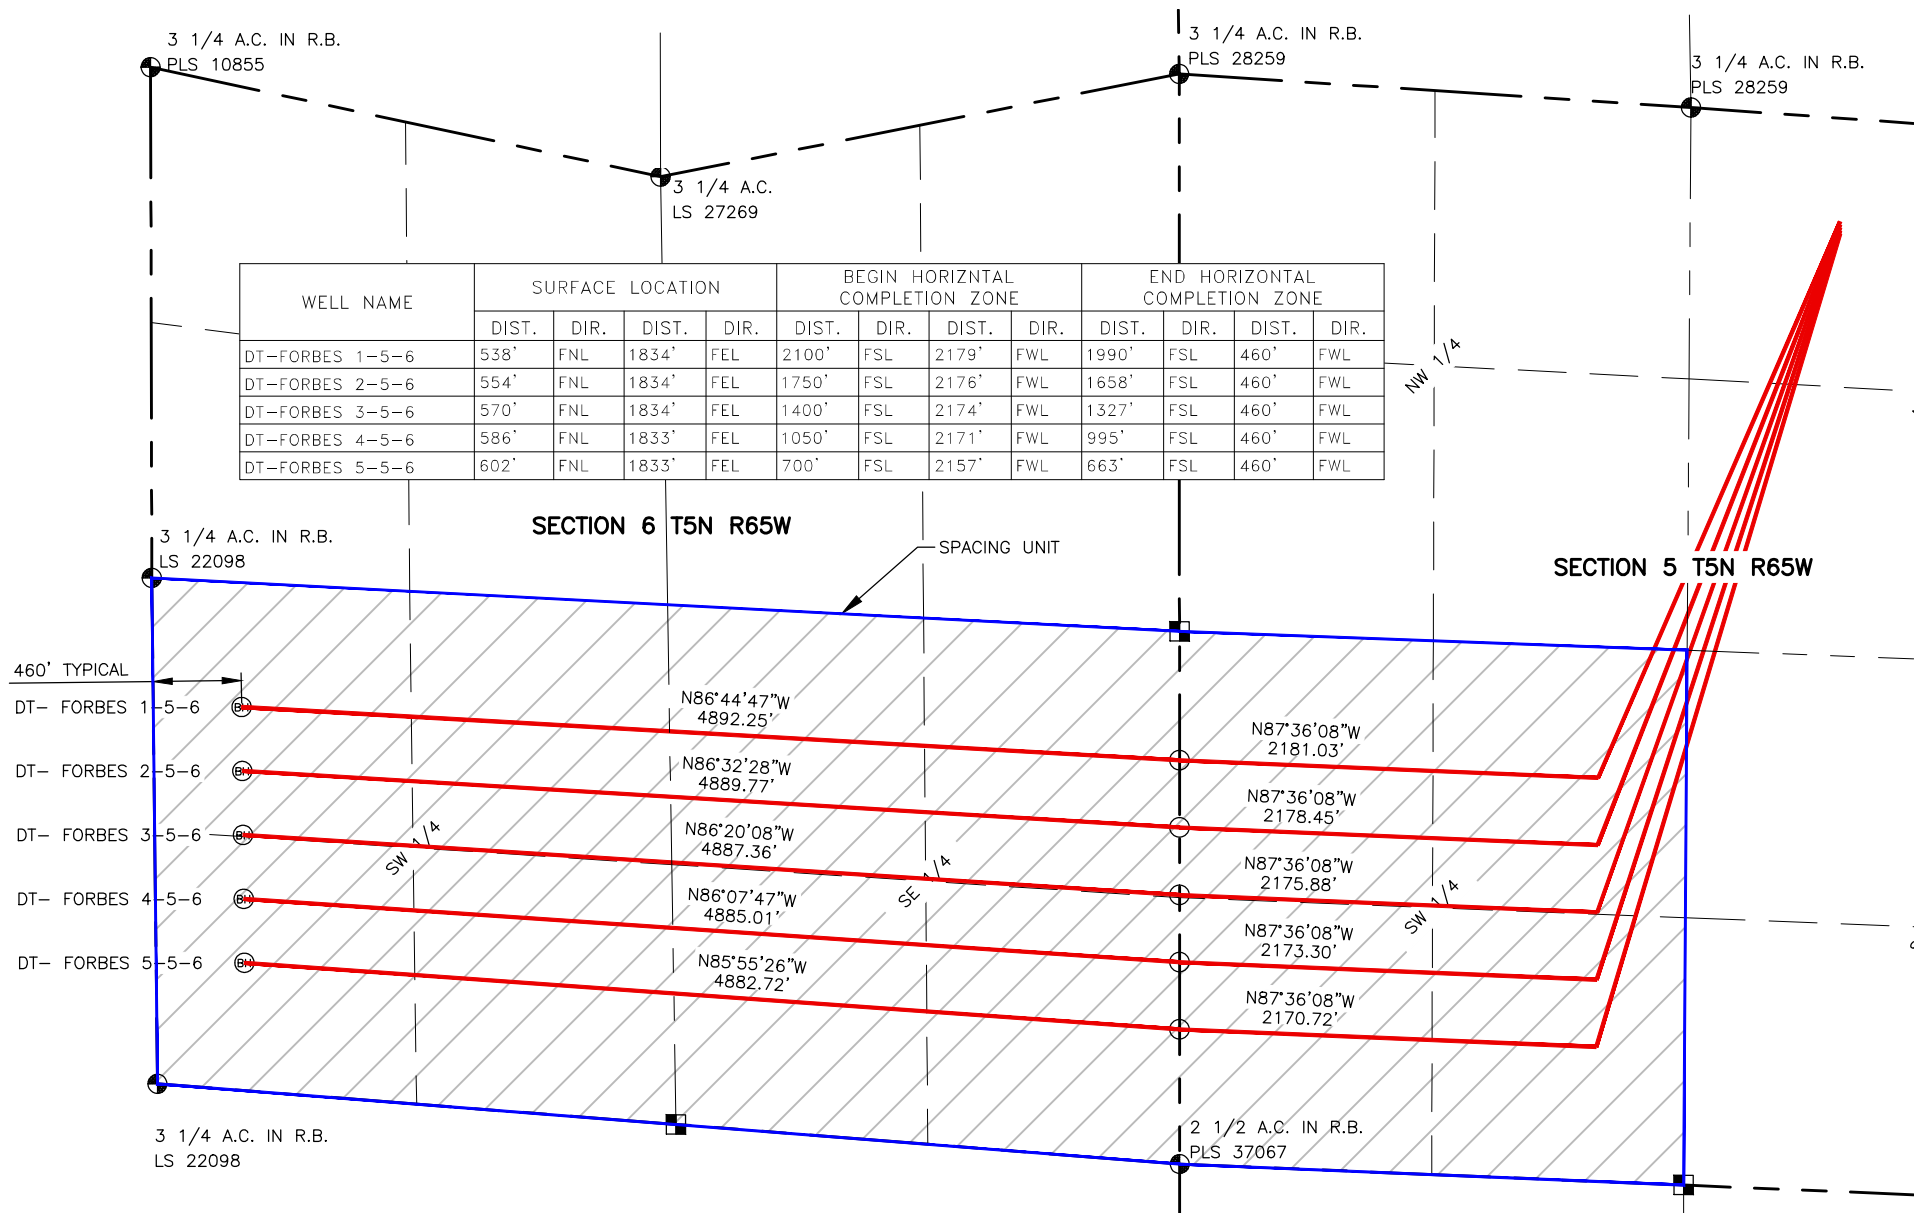 3 1/4 A.C. IN R.B.
PLS 10855
3 1/4 A.C. IN R.B.
PLS 28259
3 1/4 A.C. IN R.B.
PLS 28259
3 1/4 A.C.
LS 27269
WELL NAME SURFACE LOCATION BEGIN HORIZNTAL COMPLETION ZONE END HORIZONTAL COMPLETION ZONE
DIST. DIR. DIST. DIR. DIST. DIR. DIST. DIR. DIST. DIR. DIST. DIR.
DT-FORBES 1-5-6 538' FNL 1834' FEL 2100' FSL 2179' FWL 1990' FSL 460' FWL
DT-FORBES 2-5-6 554' FNL 1834' FEL 1750' FSL 2176' FWL 1658' FSL 460' FWL
DT-FORBES 3-5-6 570' FNL 1834' FEL 1400' FSL 2174' FWL 1327' FSL 460' FWL
DT-FORBES 4-5-6 586' FNL 1833' FEL 1050' FSL 2171' FWL 995' FSL 460' FWL
DT-FORBES 5-5-6 602' FNL 1833' FEL 700' FSL 2157' FWL 663' FSL 460' FWL
NW 1/4
SECTION 6 T5N R65W
3 1/4 A.C. IN R.B.
LS 22098
SPACING UNIT
SECTION 5 T5N R65W
460' TYPICAL
DT- FORBES 1-5-6
BH
N86°44'47"W
4892.25'
N87°36'08"W
2181.03'
DT- FORBES 2-5-6
BH
N86°32'28"W
4889.77'
N87°36'08"W
2178.45'
DT- FORBES 3-5-6
BH
SW 1/4
N86°20'08"W
4887.36'
SE 1/4
N87°36'08"W
2175.88'
SW 1/4
DT- FORBES 4-5-6
BH
N86°07'47"W
4885.01'
N87°36'08"W
2173.30'
DT- FORBES 5-5-6
BH
N85°55'26"W
4882.72'
N87°36'08"W
2170.72'
3 1/4 A.C. IN R.B.
LS 22098
2 1/2 A.C. IN R.B.
PLS 37067